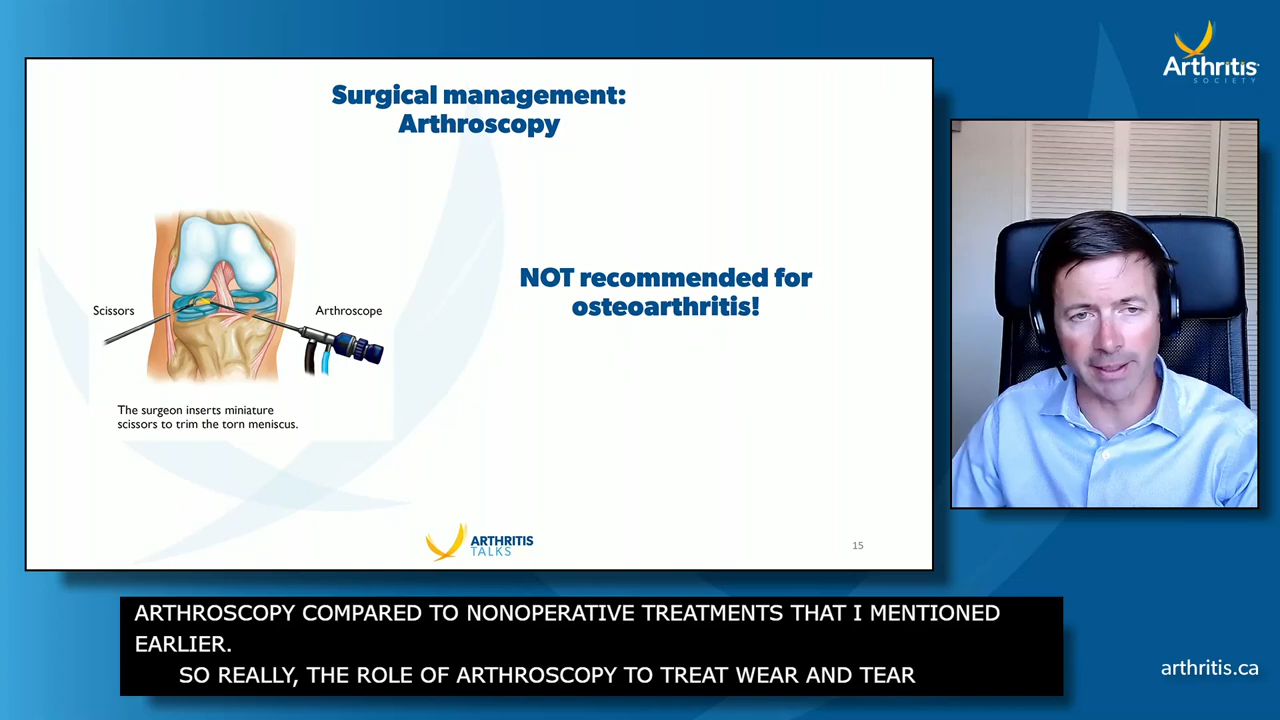 Arthritis
SOCIETY
Surgical management:
Arthroscopy
NOT recommended for
osteoarthritis!
Scissors
Arthroscope
The surgeon inserts miniature
scissors to trim the torn meniscus.
ARTHRITIS
TALKS
15
ARTHROSCOPY COMPARED TO NONOPERATIVE TREATMENTS THAT I MENTIONED
EARLIER.
SO REALLY, THE ROLE OF ARTHROSCOPY TO TREAT WEAR AND TEAR
arthritis.ca